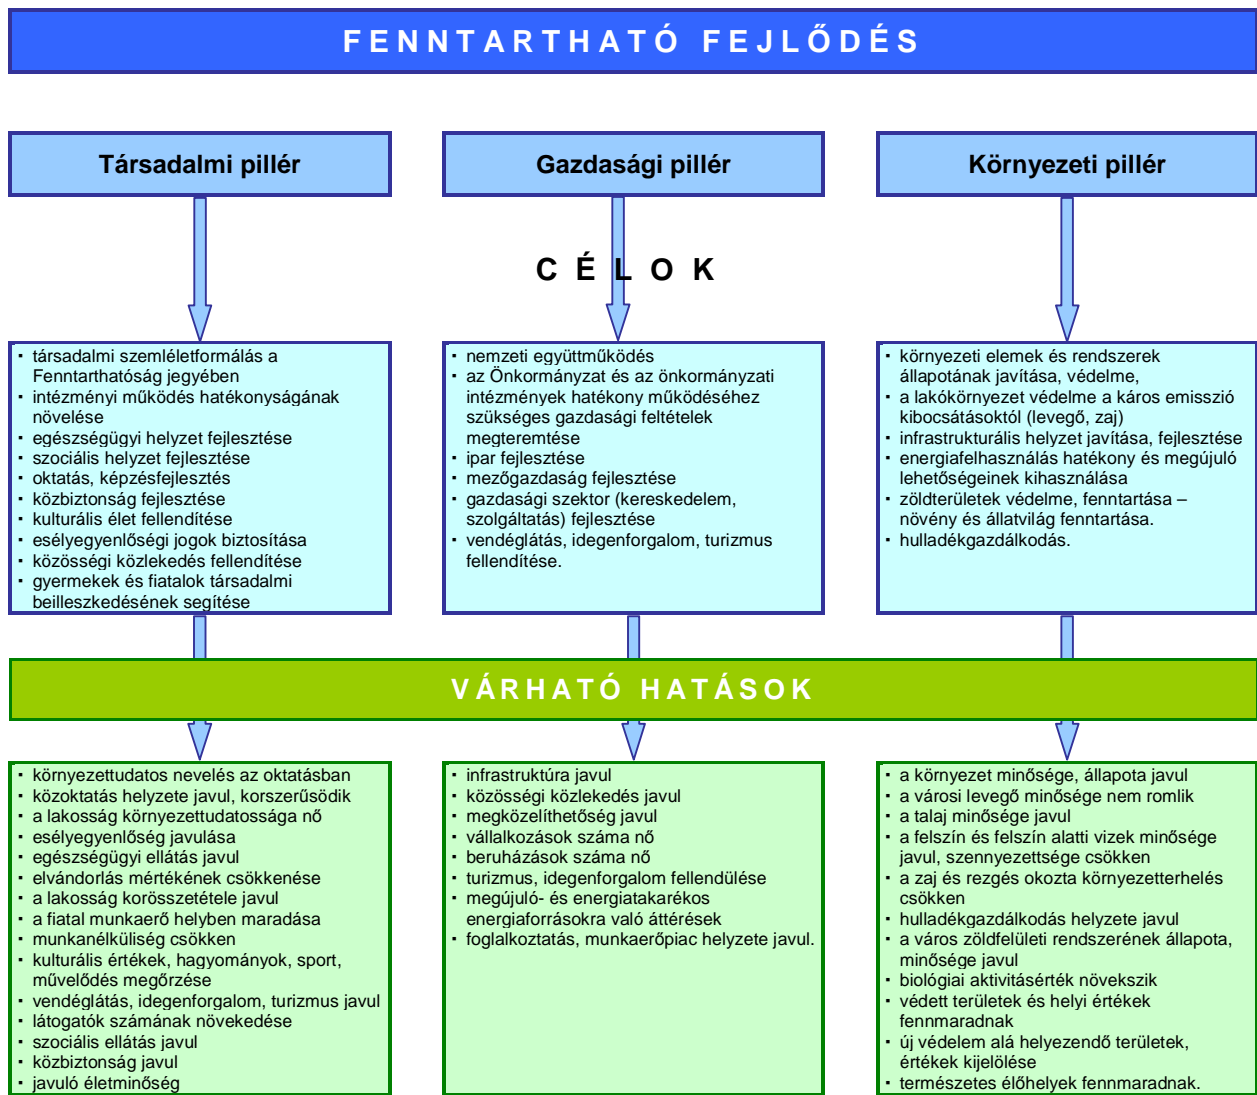 FENNTARTHATÓ FEJLŐDÉS
Társadalmi pillér
Gazdasági pillér
Környezeti pillér
CÉLOK
▪ társadalmi szemléletformálás a
Fenntarthatóság jegyében
▪ intézményi működés hatékonyságának
növelése
▪ egészségügyi helyzet fejlesztése
▪ szociális helyzet fejlesztése
▪ oktatás, képzésfejlesztés
▪ közbiztonság fejlesztése
▪ kulturális élet fellendítése
▪ esélyegyenlőségi jogok biztosítása
▪ közösségi közlekedés fellendítése
▪ gyermekek és fiatalok társadalmi
beilleszkedésének segítése
▪ nemzeti együttműködés
▪ az Önkormányzat és az önkormányzati
intézmények hatékony működéséhez
szükséges gazdasági feltételek
megteremtése
▪ ipar fejlesztése
▪ mezőgazdaság fejlesztése
▪ gazdasági szektor (kereskedelem,
szolgáltatás) fejlesztése
▪ vendéglátás, idegenforgalom, turizmus
fellendítése.
▪ környezeti elemek és rendszerek
állapotának javítása, védelme,
▪ a lakókörnyezet védelme a káros emisszió
kibocsátásoktól (levegő, zaj)
▪ infrastrukturális helyzet javítása, fejlesztése
▪ energiafelhasználás hatékony és megújuló
lehetőségeinek kihasználása
▪ zöldterületek védelme, fenntartása –
növény és állatvilág fenntartása.
▪ hulladékgazdálkodás.
VÁRHATÓ HATÁSOK
▪ környezettudatos nevelés az oktatásban
▪ közoktatás helyzete javul, korszerűsödik
▪ a lakosság környezettudatossága nő
▪ esélyegyenlőség javulása
▪ egészségügyi ellátás javul
▪ elvándorlás mértékének csökkenése
▪ a lakosság korösszetétele javul
▪ a fiatal munkaerő helyben maradása
▪ munkanélküliség csökken
▪ kulturális értékek, hagyományok, sport,
művelődés megőrzése
▪ vendéglátás, idegenforgalom, turizmus javul
▪ látogatók számának növekedése
▪ szociális ellátás javul
▪ közbiztonság javul
▪ javuló életminőség
▪ infrastruktúra javul
▪ közösségi közlekedés javul
▪ megközelíthetőség javul
▪ vállalkozások száma nő
▪ beruházások száma nő
▪ turizmus, idegenforgalom fellendülése
▪ megújuló- és energiatakarékos
energiaforrásokra való áttérések
▪ foglalkoztatás, munkaerőpiac helyzete javul.
▪ a környezet minősége, állapota javul
▪ a városi levegő minősége nem romlik
▪ a talaj minősége javul
▪ a felszín és felszín alatti vizek minősége
javul, szennyezettsége csökken
▪ a zaj és rezgés okozta környezetterhelés
csökken
▪ hulladékgazdálkodás helyzete javul
▪ a város zöldfelületi rendszerének állapota,
minősége javul
▪ biológiai aktivitásérték növekszik
▪ védett területek és helyi értékek
fennmaradnak
▪ új védelem alá helyezendő területek,
értékek kijelölése
▪ természetes élőhelyek fennmaradnak.